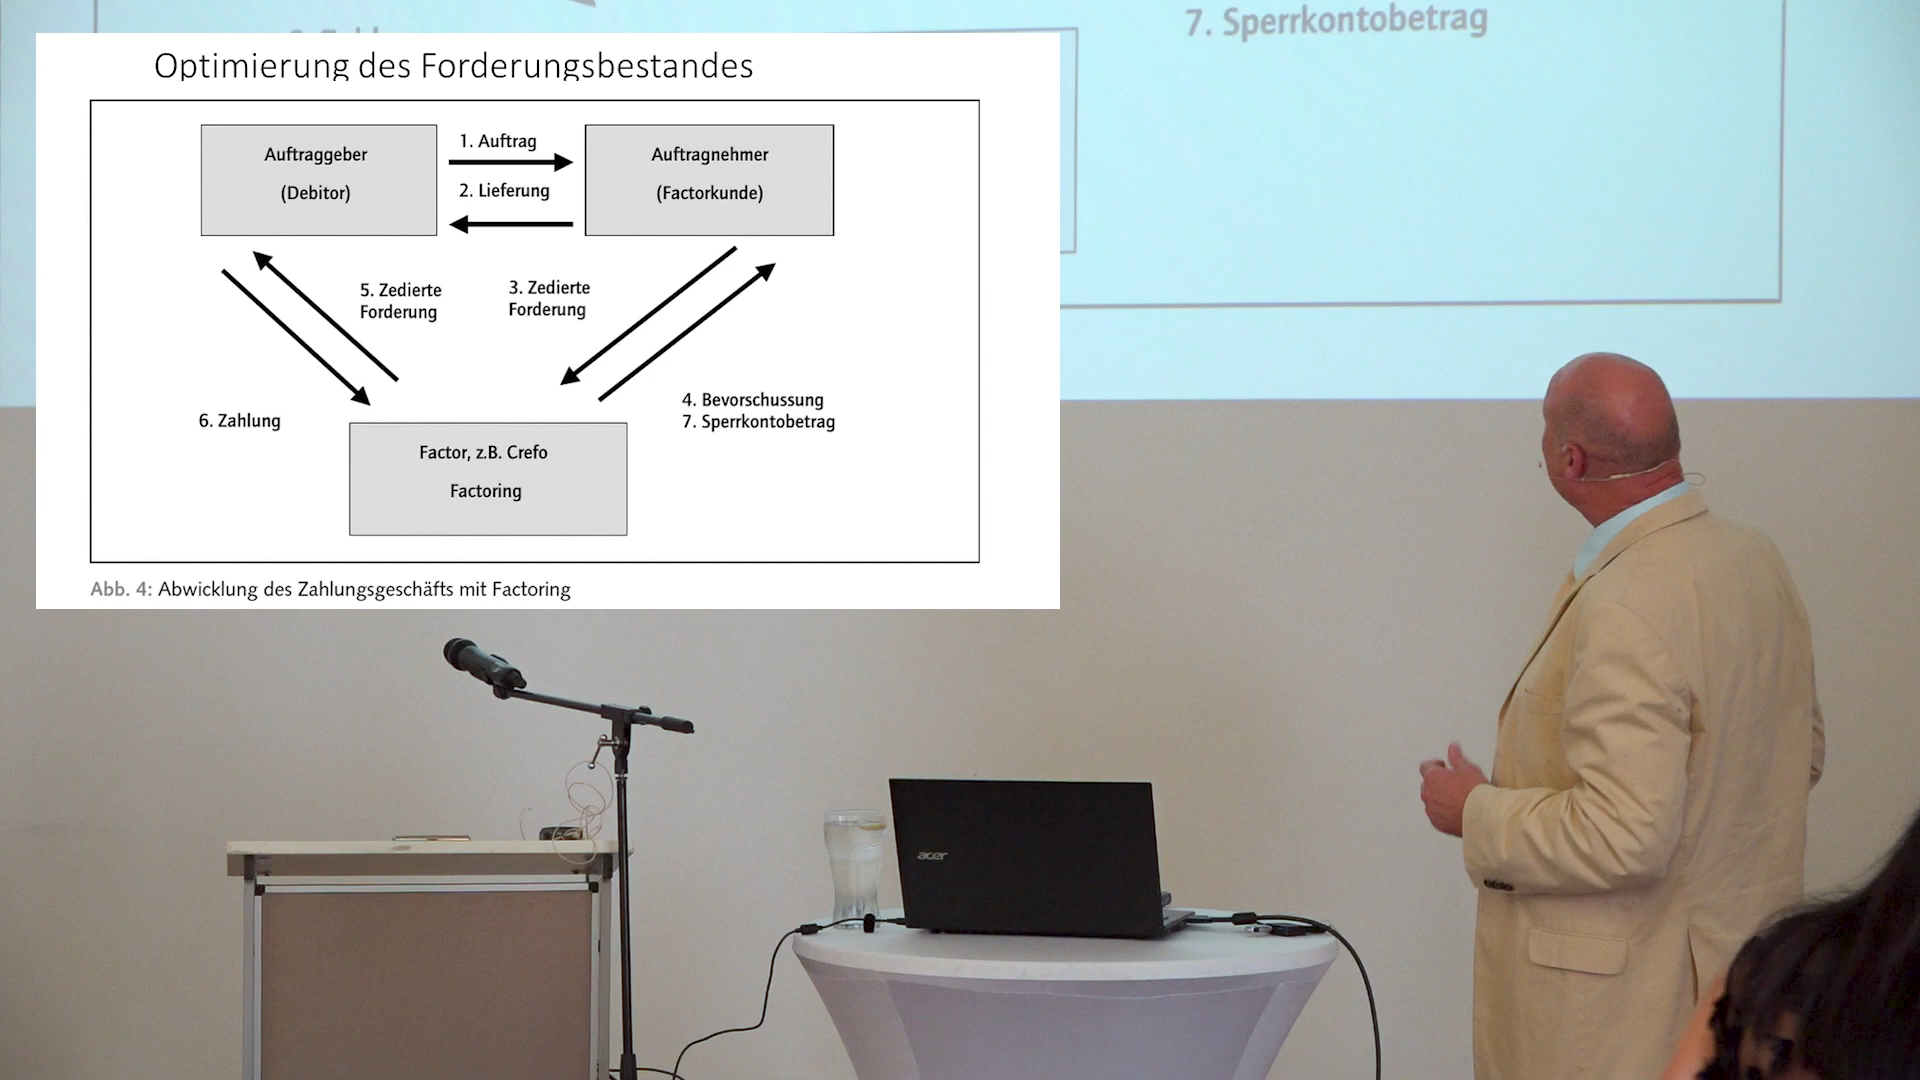 7. Sperrkontobetrag
Optimierung des Forderungsbestandes
Auftraggeber
(Debitor)
1. Auftrag
2. Lieferung
Auftragnehmer
(Factorkunde)
5. Zedierte
Forderung
3. Zedierte
Forderung
6. Zahlung
4. Bevorschussung
7. Sperrkontobetrag
Factor, z.B. Crefo
Factoring
Abb. 4: Abwicklung des Zahlungsgeschäfts mit Factoring
acer